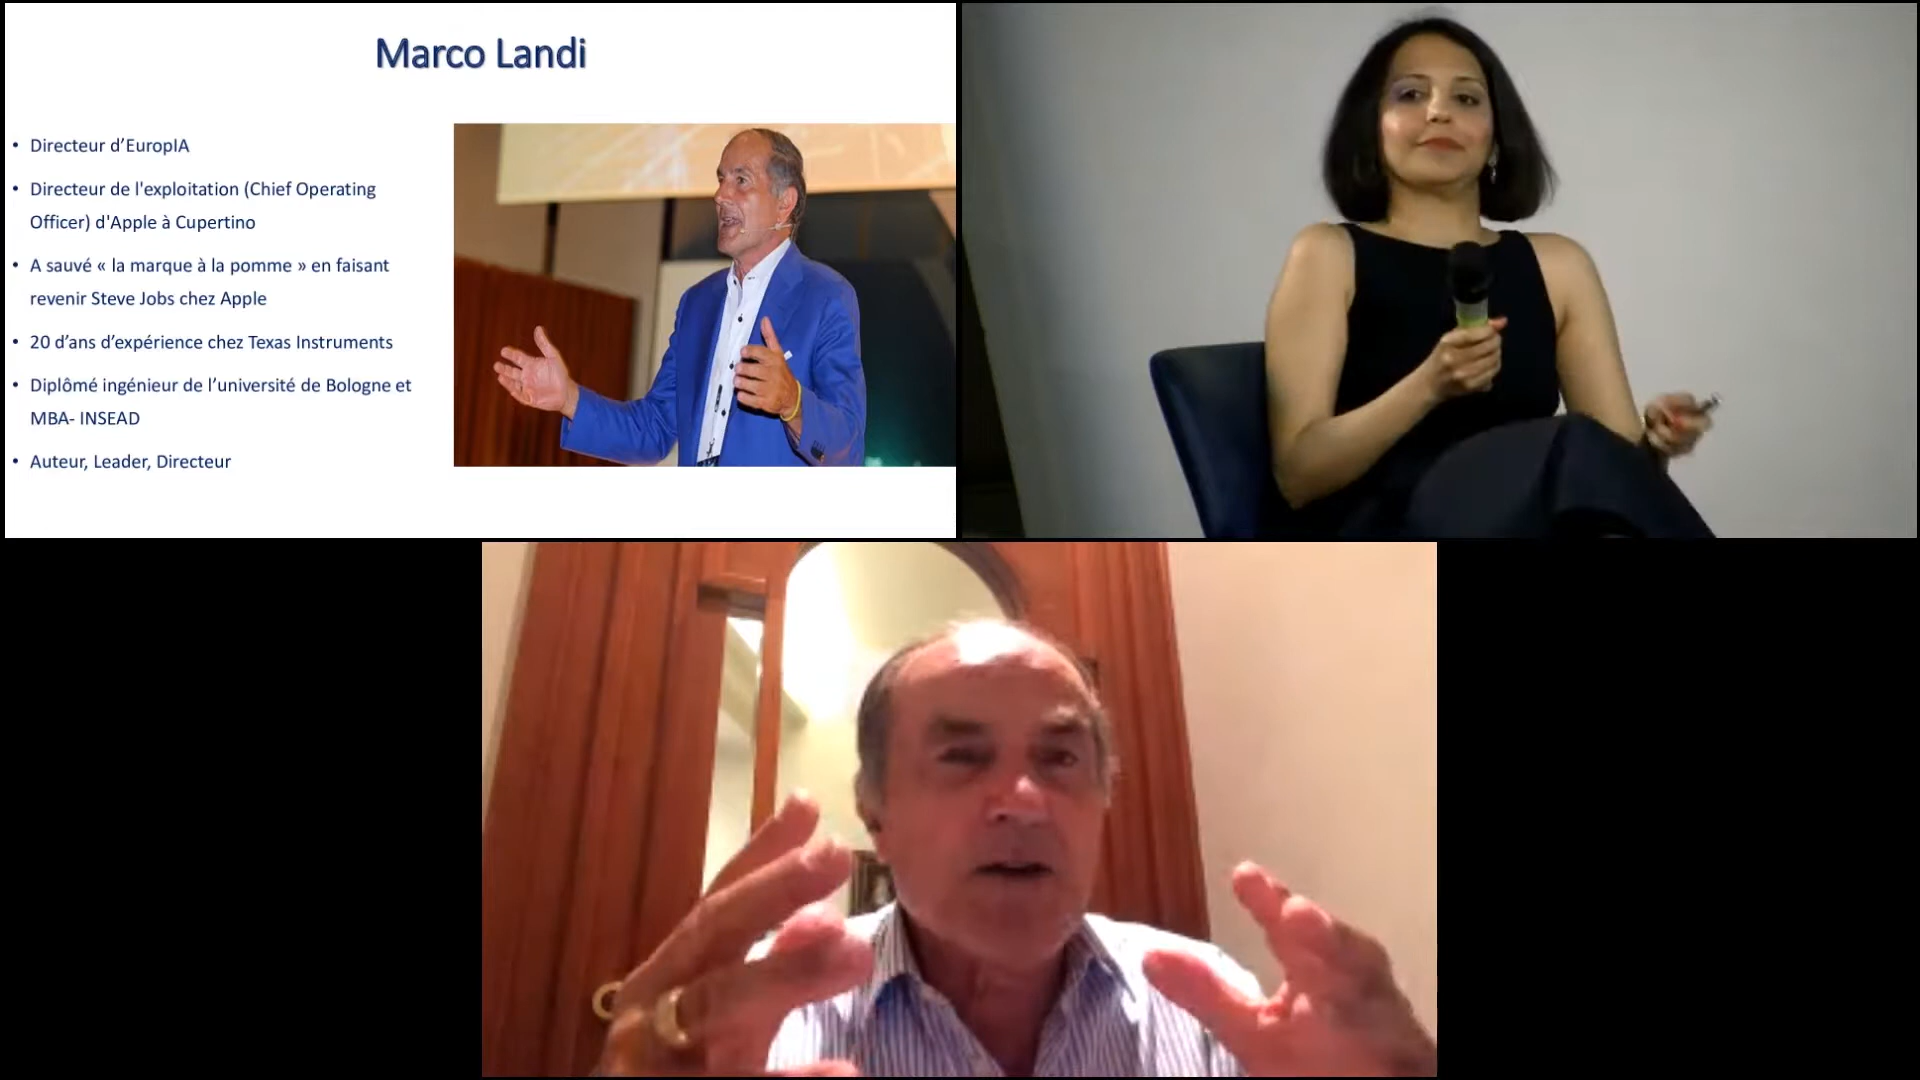 Marco Landi
• Directeur d’EuropIA
• Directeur de l'exploitation (Chief Operating
Officer) d'Apple à Cupertino
• A sauvé « la marque à la pomme » en faisant
revenir Steve Jobs chez Apple
• 20 d’ans d’expérience chez Texas Instruments
• Diplômé ingénieur de l’université de Bologne et
MBA- INSEAD
• Auteur, Leader, Directeur